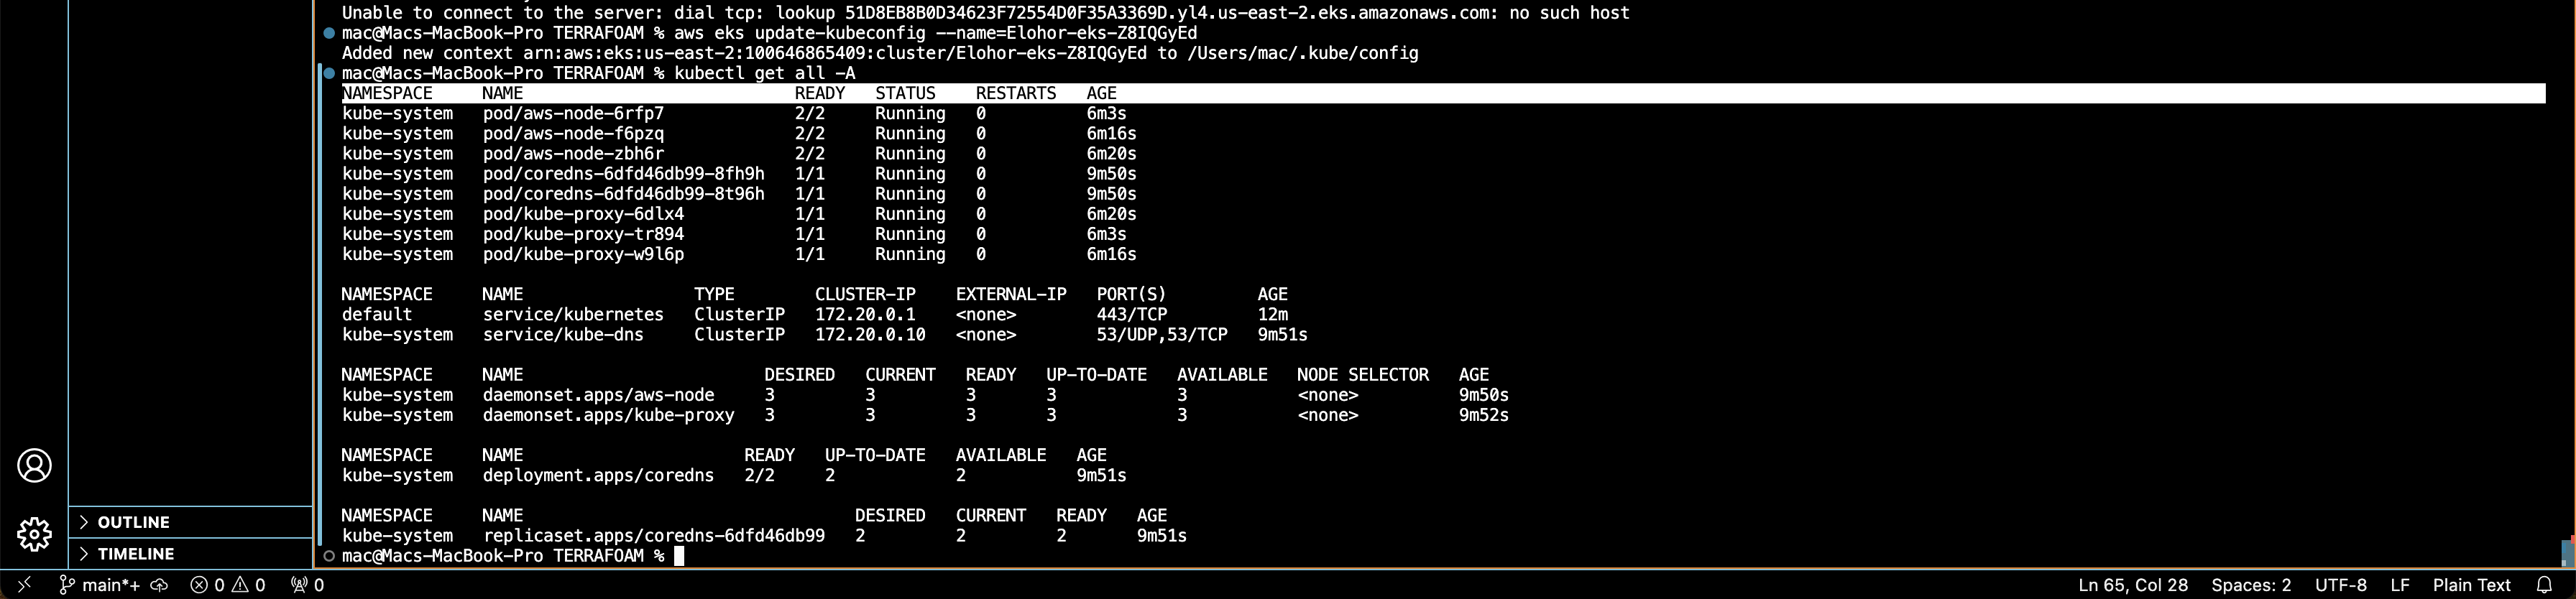 Unable to connect to the server: dial tcp: lookup 51D8EB8B0D34623F72554D0F35A3369D.yl4.us-east-2.eks.amazonaws.com: no such host
mac@Macs-MacBook-Pro TERRAFOAM % aws eks update-kubeconfig --name=Elohor-eks-Z8IQGyEd
Added new context arn:aws:eks:us-east-2:100646865409:cluster/Elohor-eks-Z8IQGyEd to /Users/mac/.kube/config
mac@Macs-MacBook-Pro TERRAFOAM % kubectl get all -A
NAMESPACE NAME READY STATUS RESTARTS AGE
kube-system pod/aws-node-6rfp7 2/2 Running 0 6m3s
kube-system pod/aws-node-f6pzq 2/2 Running 0 6m16s
kube-system pod/aws-node-zbh6r 2/2 Running 0 6m20s
kube-system pod/coredns-6dfd46db99-8fh9h 1/1 Running 0 9m50s
kube-system pod/coredns-6dfd46db99-8t96h 1/1 Running 0 9m50s
kube-system pod/kube-proxy-6dlx4 1/1 Running 0 6m20s
kube-system pod/kube-proxy-tr894 1/1 Running 0 6m3s
kube-system pod/kube-proxy-w9l6p 1/1 Running 0 6m16s
NAMESPACE NAME TYPE CLUSTER-IP EXTERNAL-IP PORT(S) AGE
default service/kubernetes ClusterIP 172.20.0.1 <none> 443/TCP 12m
kube-system service/kube-dns ClusterIP 172.20.0.10 <none> 53/UDP,53/TCP 9m51s
NAMESPACE NAME DESIRED CURRENT READY UP-TO-DATE AVAILABLE NODE SELECTOR AGE
kube-system daemonset.apps/aws-node 3 3 3 3 3 <none> 9m50s
kube-system daemonset.apps/kube-proxy 3 3 3 3 3 <none> 9m52s
NAMESPACE NAME READY UP-TO-DATE AVAILABLE AGE
kube-system deployment.apps/coredns 2/2 2 2 9m51s
NAMESPACE NAME DESIRED CURRENT READY AGE
kube-system replicaset.apps/coredns-6dfd46db99 2 2 2 9m51s
mac@Macs-MacBook-Pro TERRAFOAM %
OUTLINE
TIMELINE
main*+ 0 0 0 Ln 65, Col 28 Spaces: 2 UTF-8 LF Plain Text